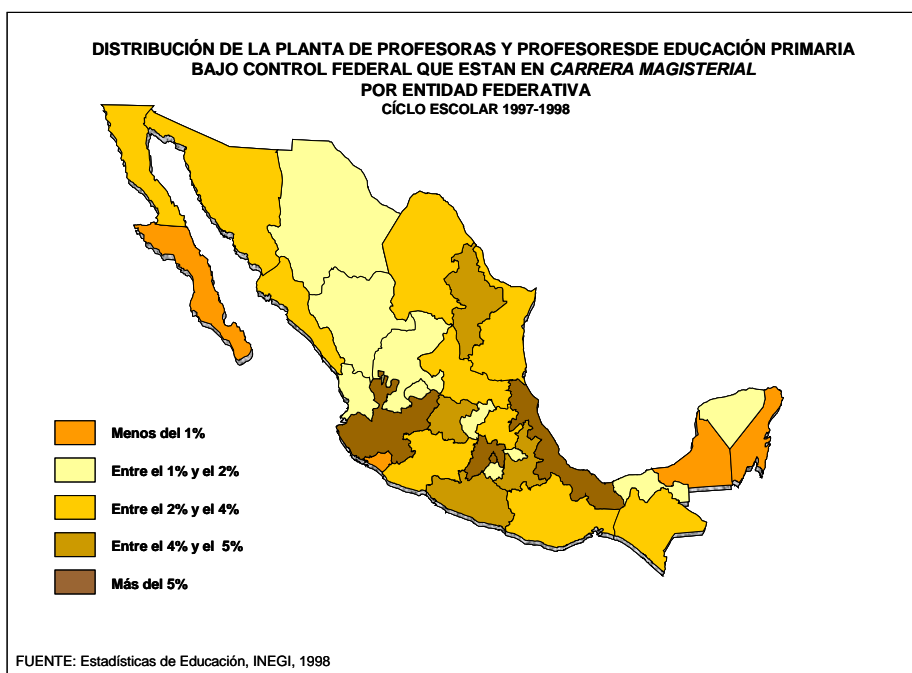 DISTRIBUCIÓN DE LA PLANTA DE PROFESORAS Y PROFESORESDE EDUCACIÓN PRIMARIA
BAJO CONTROL FEDERAL QUE ESTAN EN CARRERA MAGISTERIAL
POR ENTIDAD FEDERATIVA
CÍCLO ESCOLAR 1997-1998
Menos del 1%
Entre el 1% y el 2%
Entre el 2% y el 4%
Entre el 4% y el 5%
Más del 5%
FUENTE: Estadísticas de Educación, INEGI, 1998